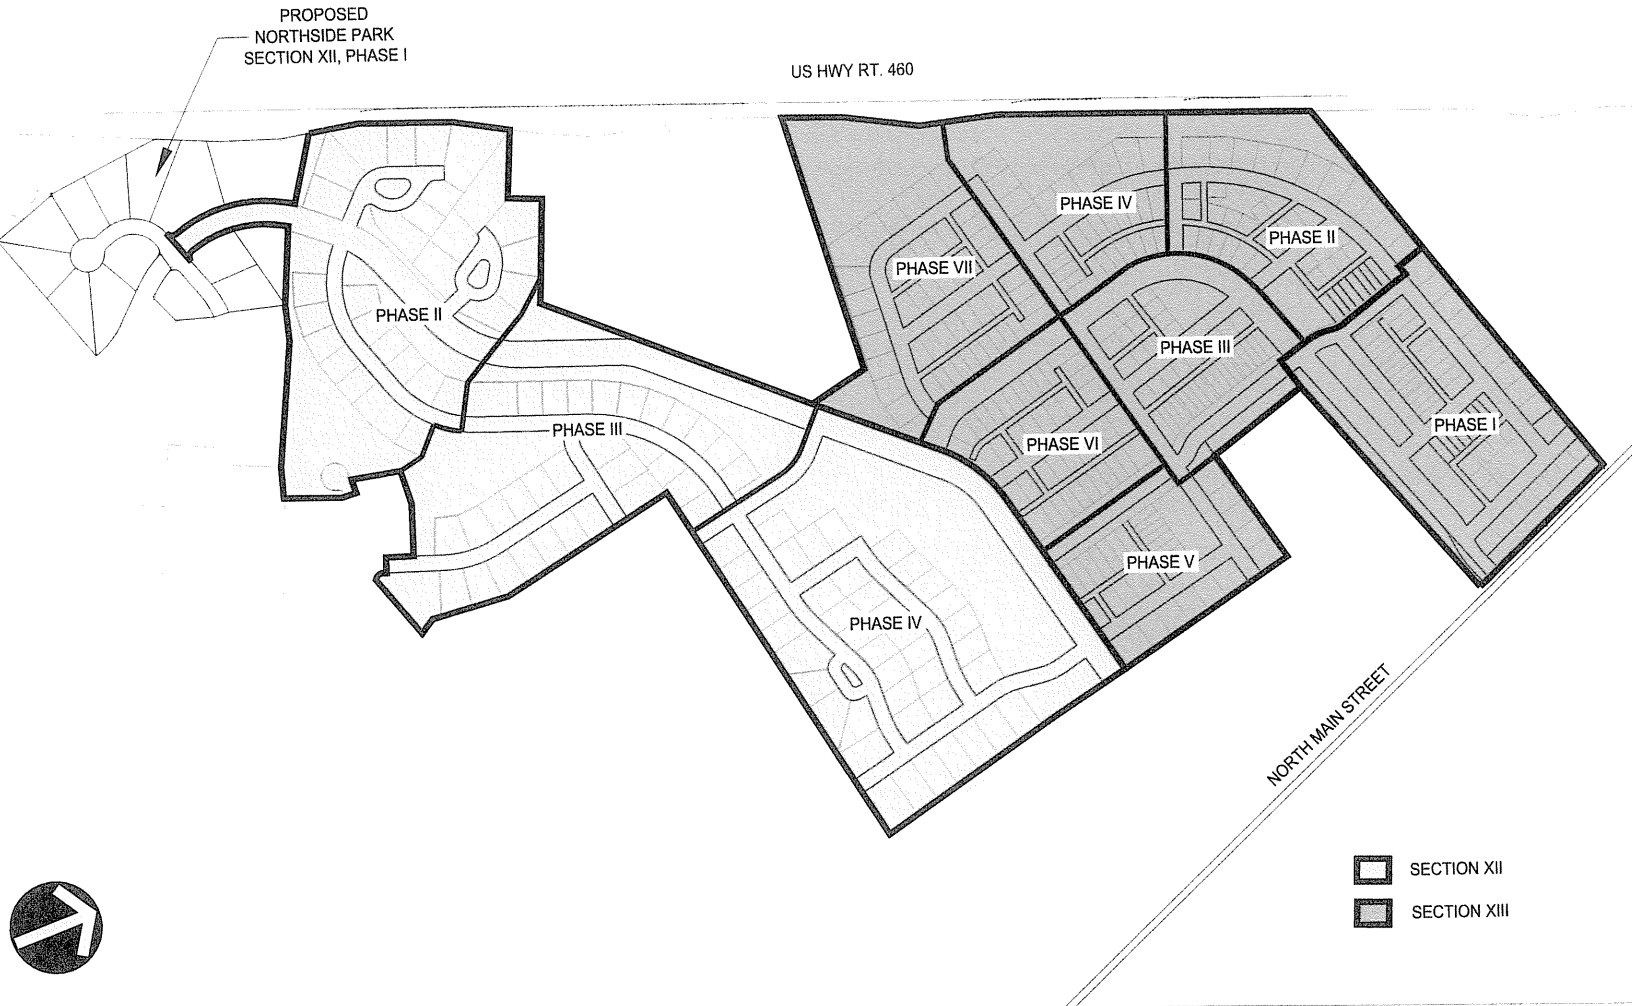 PROPOSED
NORTHSIDE PARK
SECTION XII, PHASE I
US HWY RT. 460
PHASE IV
PHASE II
PHASE VII
PHASE II
PHASE III
PHASE I
PHASE III
PHASE VI
PHASE V
PHASE IV
NORTH MAIN STREET
SECTION XII
SECTION XIII